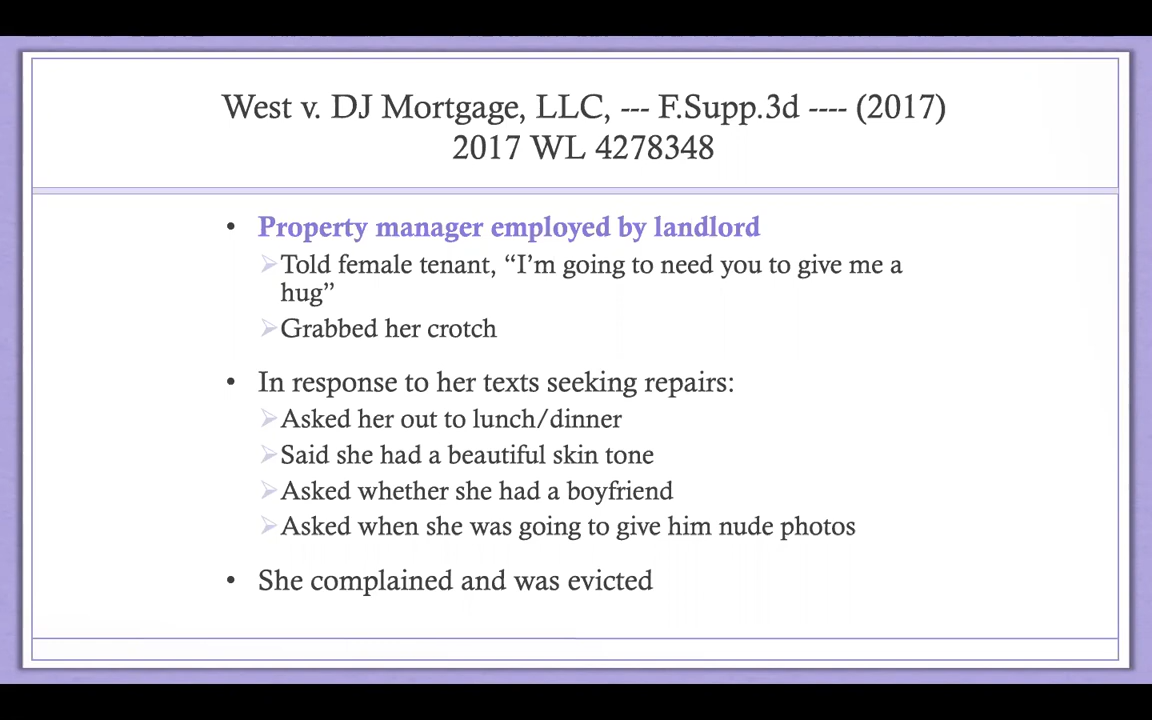 West v. DJ Mortgage, LLC, --- F.Supp.3d ---- (2017)
2017 WL 4278348
• Property manager employed by landlord
➢Told female tenant, “I’m going to need you to give me a
hug”
➢Grabbed her crotch
• In response to her texts seeking repairs:
➢Asked her out to lunch/dinner
➢Said she had a beautiful skin tone
➢Asked whether she had a boyfriend
➢Asked when she was going to give him nude photos
• She complained and was evicted